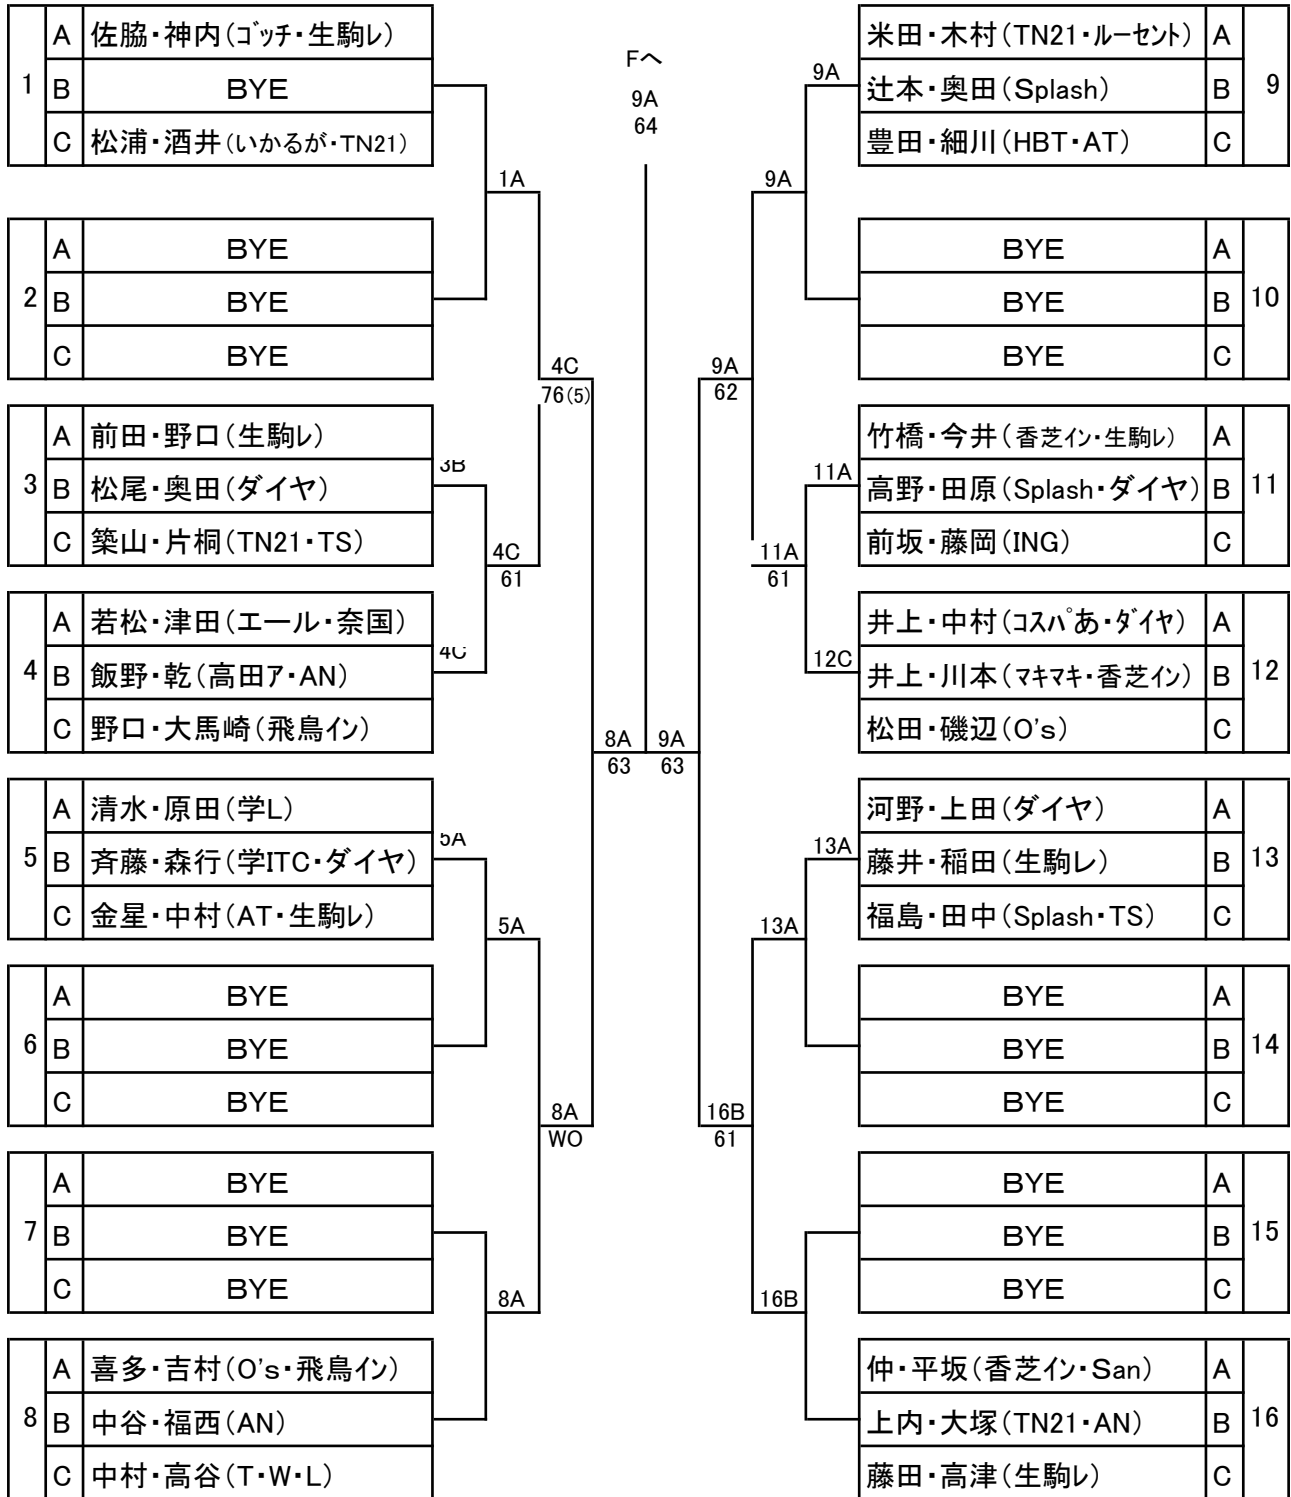 1
A 佐脇・神内(ｺﾞｯﾁ・生駒ﾚ)
B BYE
C 松浦・酒井(いかるが・TN21)
1A
2
A BYE
B BYE
C BYE
4C
76(5)
3
A 前田・野口(生駒ﾚ)
B 松尾・奥田(ダイヤ)
C 築山・片桐(TN21・TS)
3B
4C
61
4
A 若松・津田(エール・奈国)
B 飯野・乾(高田ア・AN)
C 野口・大馬崎(飛鳥イン)
4C
8A
63
5
A 清水・原田(学L)
B 斉藤・森行(学ITC・ダイヤ)
C 金星・中村(AT・生駒ﾚ)
5A
5A
6
A BYE
B BYE
C BYE
8A
WO
7
A BYE
B BYE
C BYE
8A
8
A 喜多・吉村(O's・飛鳥イン)
B 中谷・福西(AN)
C 中村・高谷(T・W・L)
Fへ
9A
64
米田・木村(TN21・ルーセント) A
辻本・奥田(Splash) B
豊田・細川(HBT・AT) C
9
9A
9A
BYE A
BYE B
BYE C
10
9A
62
竹橋・今井(香芝イン・生駒ﾚ) A
高野・田原(Splash・ダイヤ) B
前坂・藤岡(ING) C
11
11A
11A
61
井上・中村(ｺｽﾊﾟあ・ダイヤ) A
井上・川本(マキマキ・香芝イン) B
松田・磯辺(O's) C
12
12C
9A
63
河野・上田(ダイヤ) A
藤井・稲田(生駒ﾚ) B
福島・田中(Splash・TS) C
13
13A
13A
BYE A
BYE B
BYE C
14
16B
61
BYE A
BYE B
BYE C
15
16B
仲・平坂(香芝イン・San) A
上内・大塚(TN21・AN) B
藤田・高津(生駒ﾚ) C
16